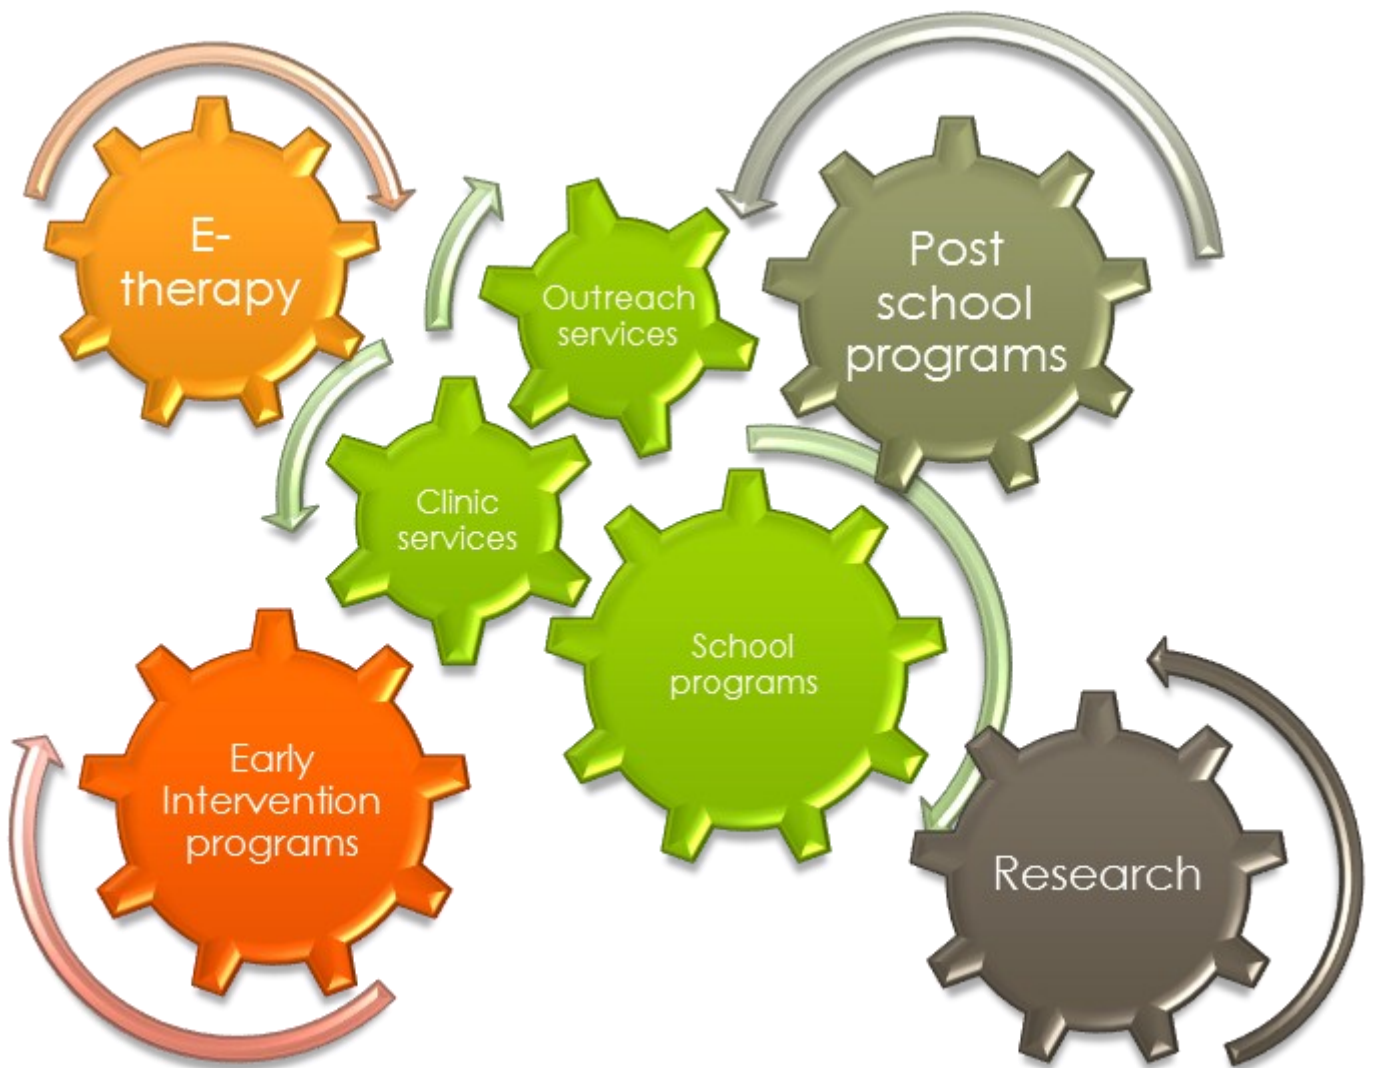 E-
therapy
Outreach
services
Post
school
programs
Clinic
services
School
programs
Early
Intervention
programs
Research